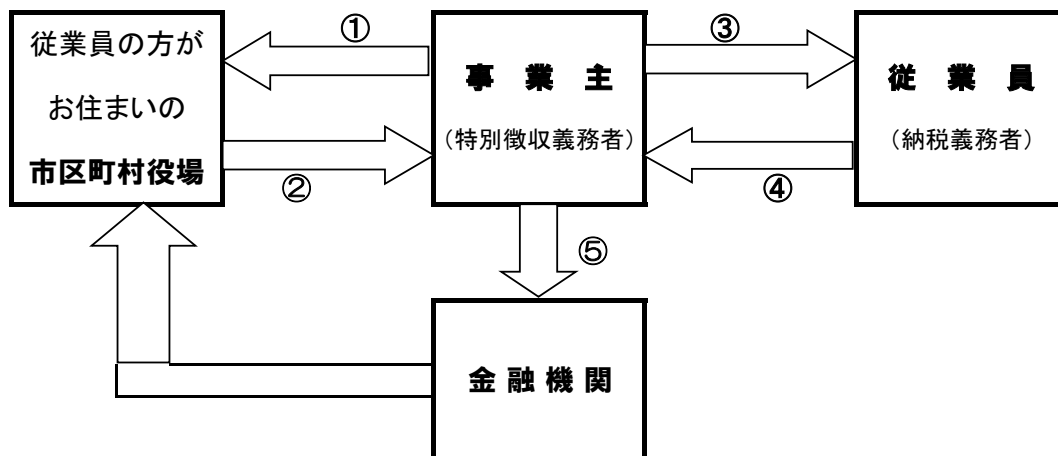 従業員の方が
お住まいの
市区町村役場
①
②
事業主
（特別徴収義務者）
③
④
従業員
（納税義務者）
⑤
金融機関